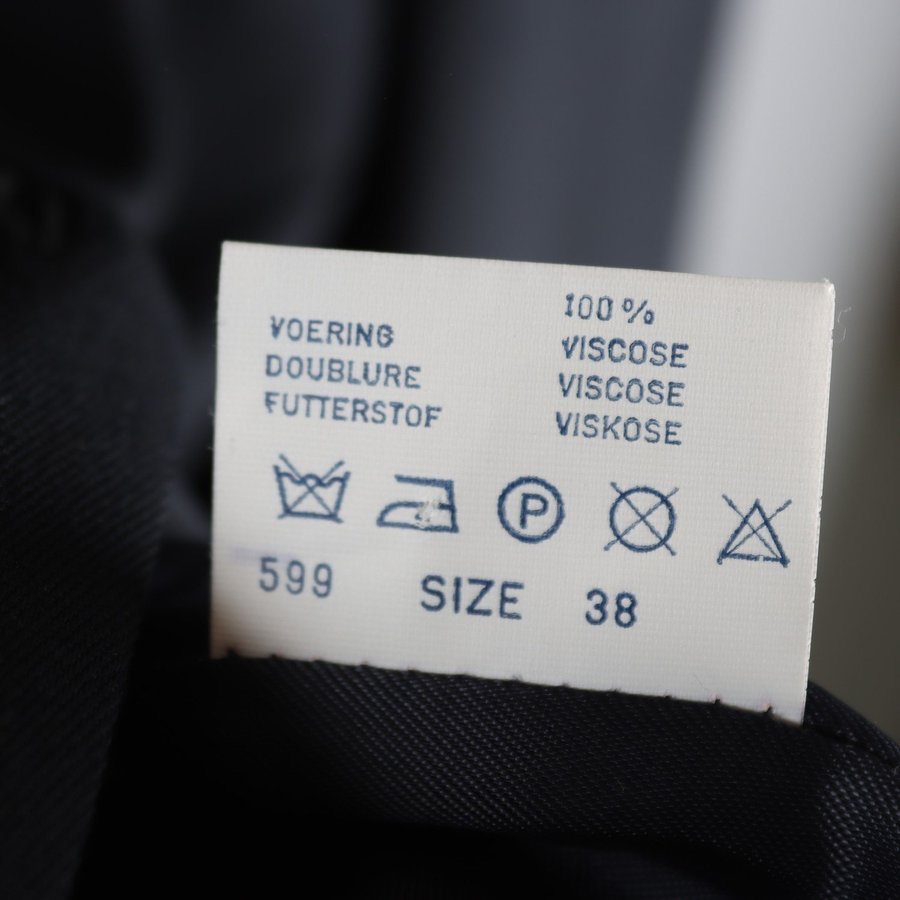 100 %
VOERING VISCOSE
DOUBLURE VISCOSE
FUTTERSTOF VISKOSE
P
599 SIZE 38